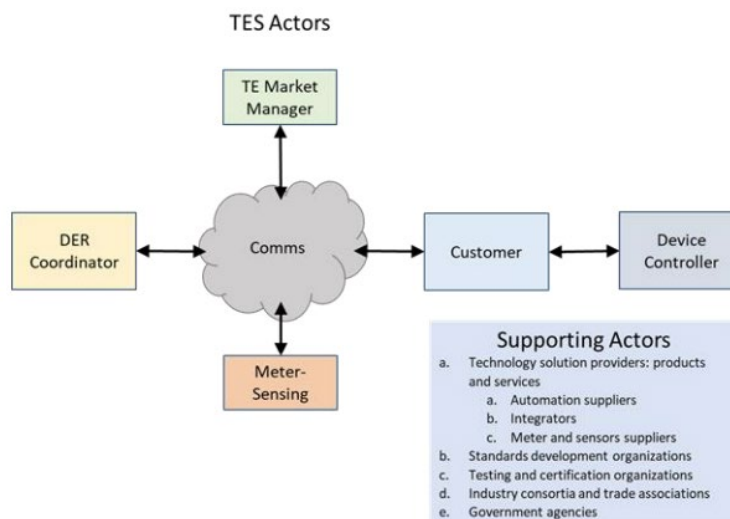 TES Actors
TE Market
Manager
DER
Coordinator
Comms
Customer
Device
Controller
Meter-
Sensing
Supporting Actors
a. Technology solution providers: products
and services
a. Automation suppliers
b. Integrators
c. Meter and sensors suppliers
b. Standards development organizations
c. Testing and certification organizations
d. Industry consortia and trade associations
e. Government agencies